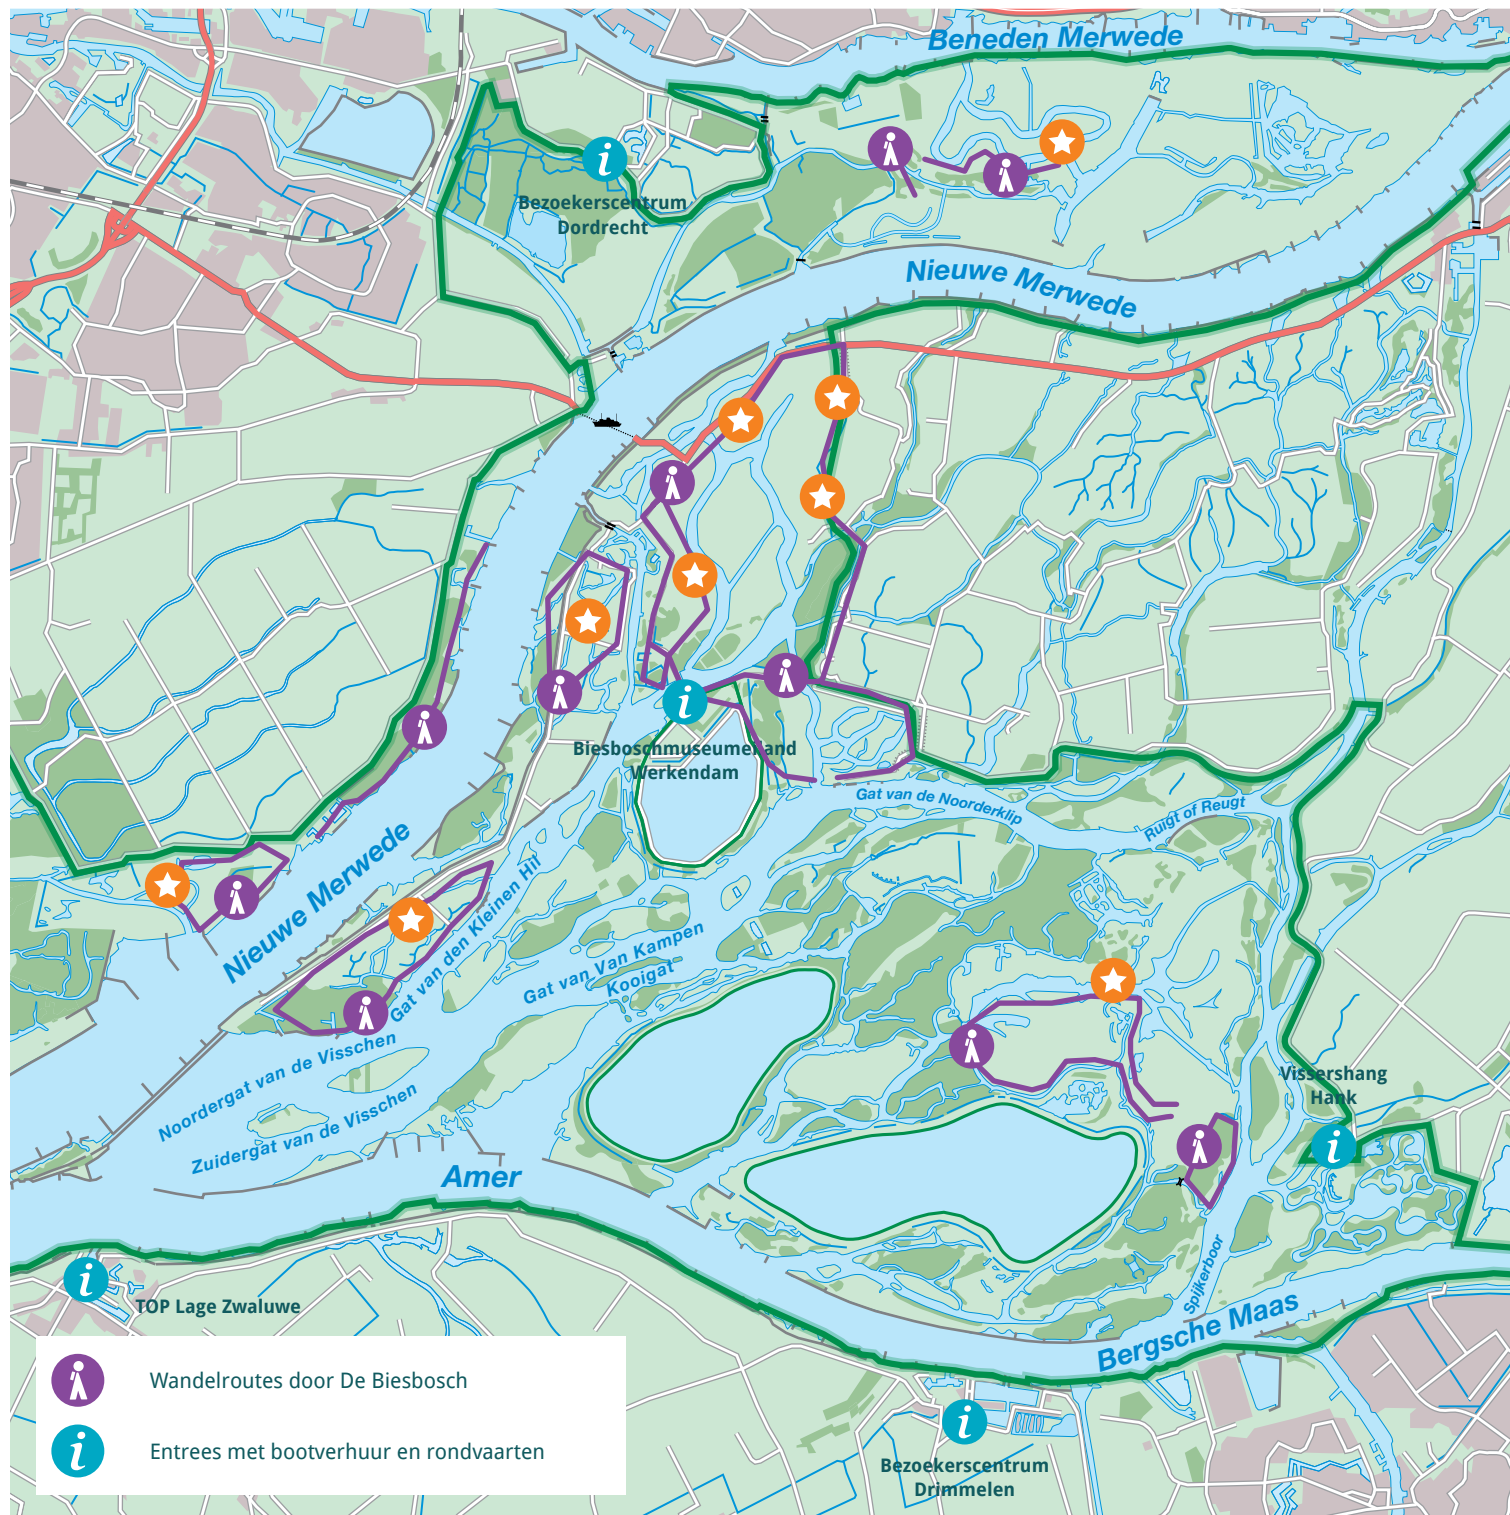 Beneden Merwede
Bezoekerscentrum
Dordrecht
Nieuwe Merwede
Biesboschmuseumeiland
Werkendam
Gat van de Noorderklip
Ruigt of Reugt
Nieuwe Merwede
Gat van den Kleinen Hil
Gat van Van Kampen
Kooigat
Noordergat van de Visschen
Zuidergat van de Visschen
Vissershang
Hank
Amer
Spijkerboor
Bergsche Maas
TOP Lage Zwaluwe
Wandelroutes door De Biesbosch
Entrees met bootverhuur en rondvaarten
Bezoekerscentrum
Drimmelen